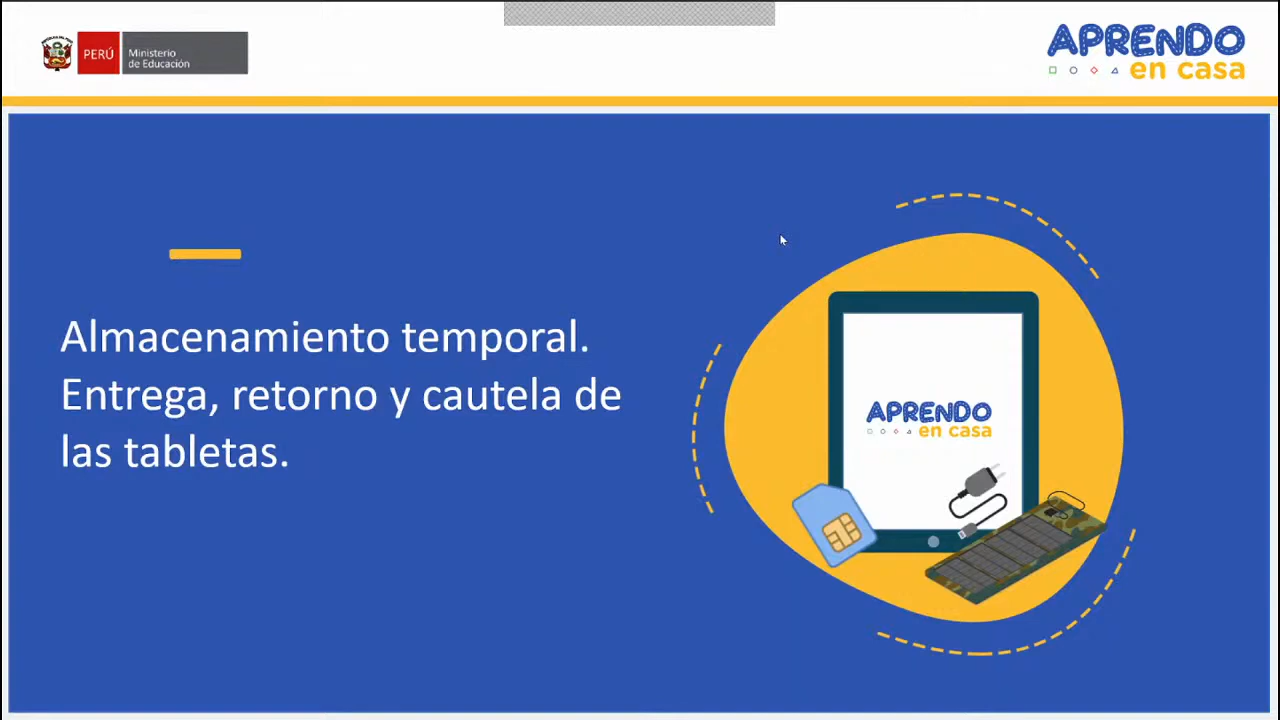 PERÚ
Ministerio
de Educación
APRENDO
en casa
Almacenamiento temporal.
Entrega, retorno y cautela de
las tabletas.
APRENDO
en casa